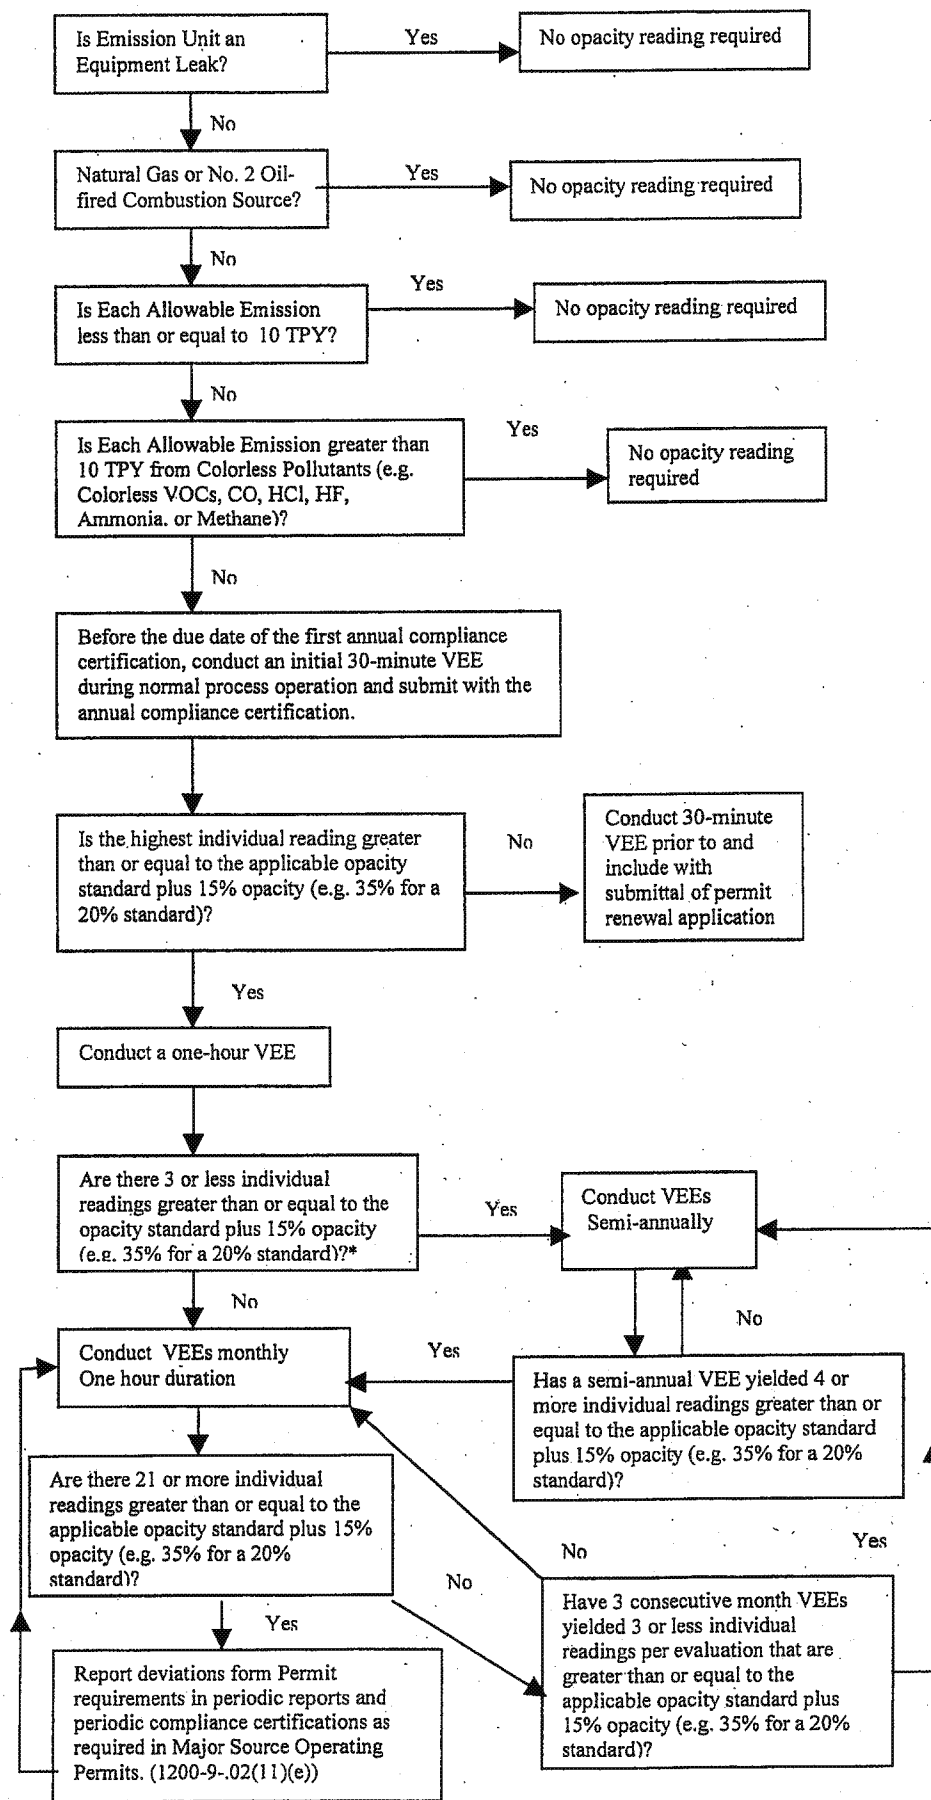 Is Emission Unit an
Equipment Leak?
Yes
No opacity reading required
No
Natural Gas or No. 2 Oil-
fired Combustion Source?
Yes
No opacity reading required
No
Is Each Allowable Emission
less than or equal to 10 TPY?
Yes
No opacity reading required
No
Is Each Allowable Emission greater than
10 TPY from Colorless Pollutants (e.g.
Colorless VOCs, CO, HCl, HF,
Ammonia. or Methane)?
Yes
No opacity reading
required
No
Before the due date of the first annual compliance
certification, conduct an initial 30-minute VEE
during normal process operation and submit with the
annual compliance certification.
Is the highest individual reading greater
than or equal to the applicable opacity
standard plus 15% opacity (e.g. 35% for a
20% standard)?
No
Conduct 30-minute
VEE prior to and
include with
submittal of permit
renewal application
Yes
Conduct a one-hour VEE
Are there 3 or less individual
readings greater than or equal to the
opacity standard plus 15% opacity
(e.g. 35% for a 20% standard)?*
Yes
Conduct VEEs
Semi-annually
No
No
Conduct VEEs monthly
One hour duration
Yes
Has a semi-annual VEE yielded 4 or
more individual readings greater than or
equal to the applicable opacity standard
plus 15% opacity (e.g. 35% for a 20%
standard)?
Are there 21 or more individual
readings greater than or equal to the
applicable opacity standard plus 15%
opacity (e.g. 35% for a 20%
standard)?
No
No
Yes
Yes
Have 3 consecutive month VEEs
yielded 3 or less individual
readings per evaluation that are
greater than or equal to the
applicable opacity standard plus
15% opacity (e.g. 35% for a 20%
standard)?
Report deviations form Permit
requirements in periodic reports and
periodic compliance certifications as
required in Major Source Operating
Permits. (1200-9-.02(11)(e))